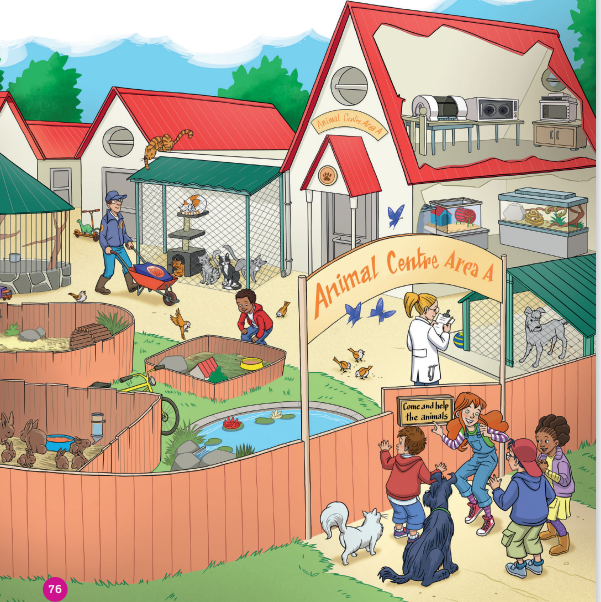 Animal Centre Area A
Animal Centre Area A
Come and help
the animals
76